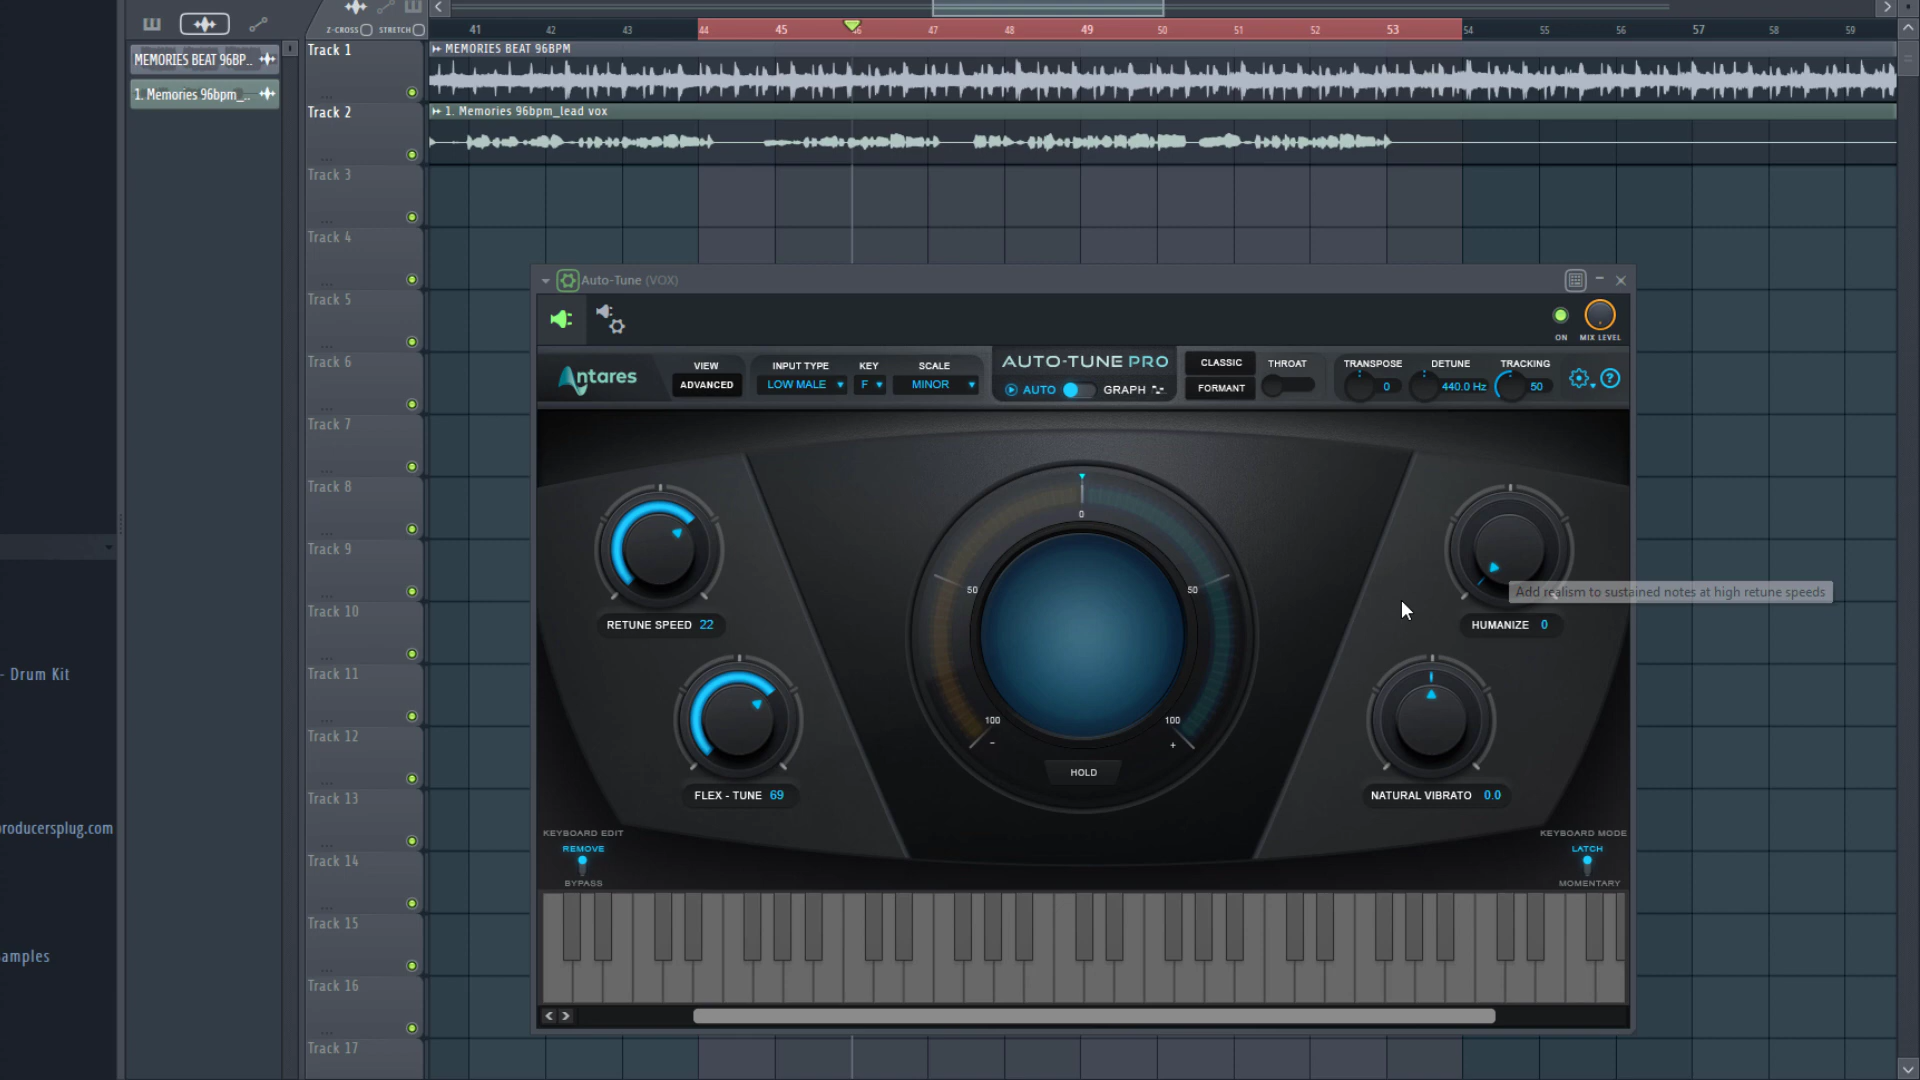 Z-CROSS STRETCH
41 42 43 44 45 46 47 48 49 50 51 52 53 54 55 56 57 58 59
MEMORIES BEAT 96BP..
1. Memories 96bpm_..
Track 1
MEMORIES BEAT 96BPM
Track 2
1. Memories 96bpm_lead vox
Track 3
Track 4
Track 5
Track 6
Track 7
Track 8
Track 9
Track 10
Track 11
Track 12
Track 13
Track 14
Track 15
Track 16
Track 17
- Drum Kit
roducersplug.com
amples
Auto-Tune (VOX)
ON MIX LEVEL
Antares
VIEW
ADVANCED
INPUT TYPE
LOW MALE
KEY
F
SCALE
MINOR
AUTO-TUNE PRO
AUTO GRAPH
CLASSIC
FORMANT
THROAT
TRANSPOSE
0
DETUNE
440.0 Hz
TRACKING
50
?
0
50 50
100 100
- +
HOLD
RETUNE SPEED 22
FLEX - TUNE 69
Add realism to sustained notes at high retune speeds
HUMANIZE 0
NATURAL VIBRATO 0.0
KEYBOARD EDIT
REMOVE
BYPASS
KEYBOARD MODE
LATCH
MOMENTARY